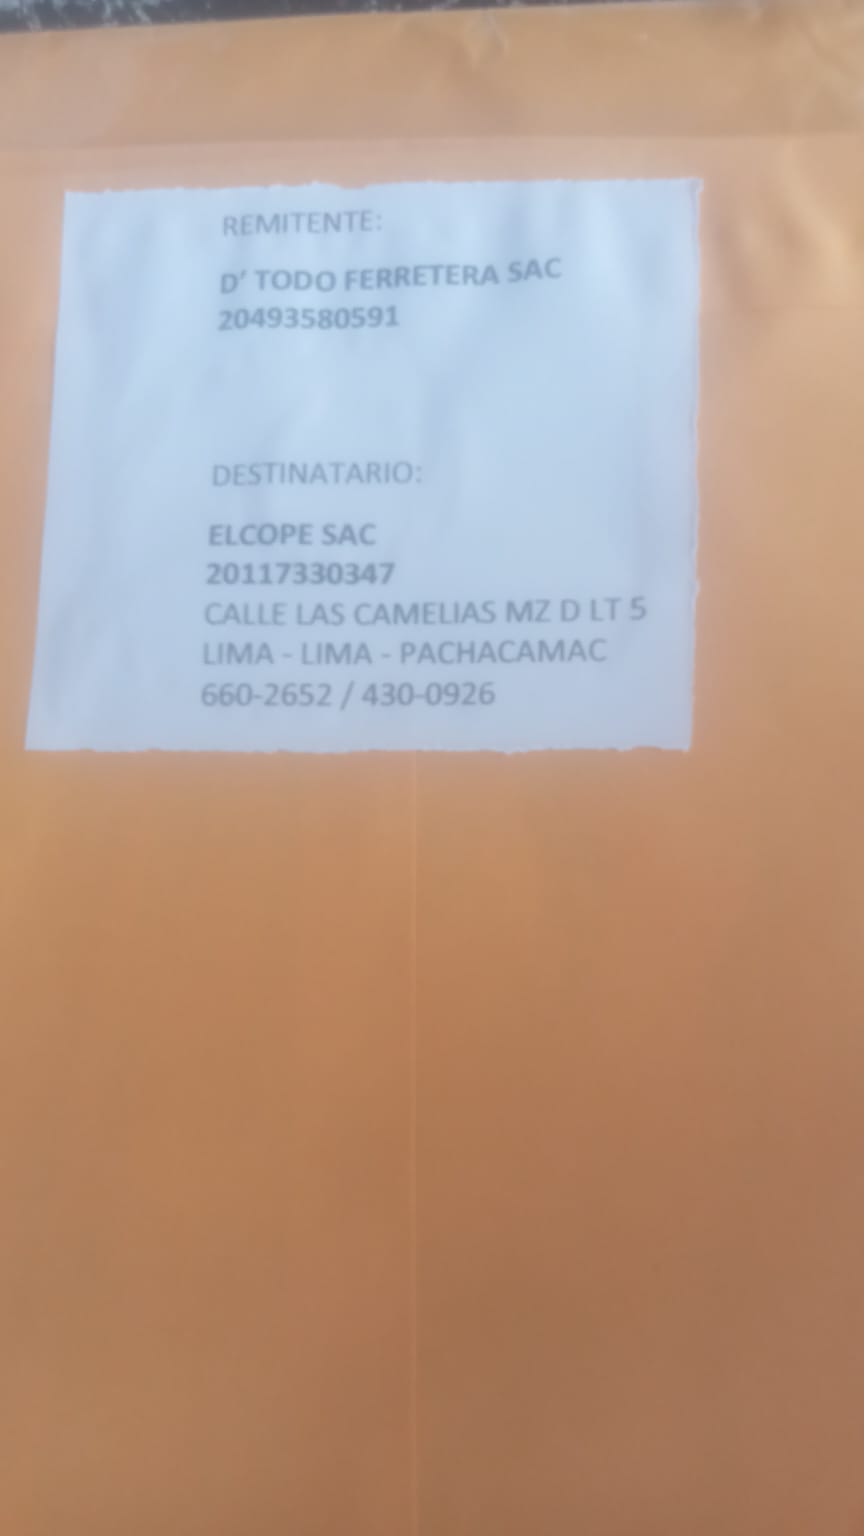 REMITENTE:
D' TODO FERRETERA SAC
20493580591
DESTINATARIO:
ELCOPE SAC
20117330347
CALLE LAS CAMELIAS MZ D LT 5
LIMA - LIMA - PACHACAMAC
660-2652 / 430-0926